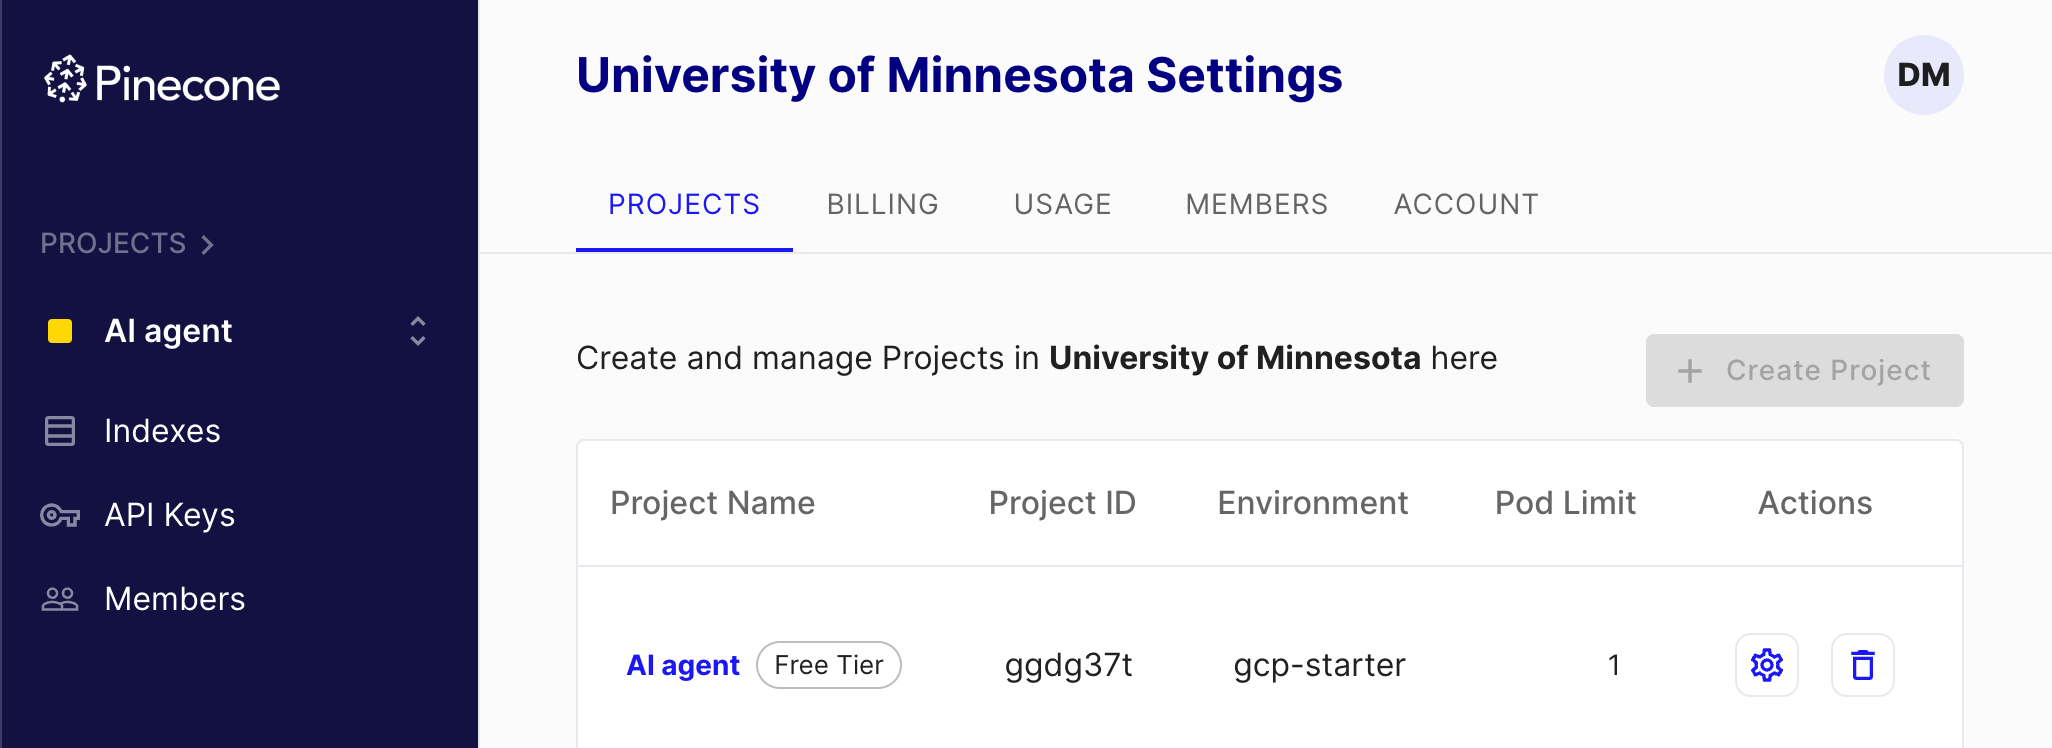 Pinecone
PROJECTS
AI agent
Indexes
API Keys
Members
University of Minnesota Settings
DM
PROJECTS BILLING USAGE MEMBERS ACCOUNT
Create and manage Projects in University of Minnesota here
+ Create Project
Project Name Project ID Environment Pod Limit Actions
AI agent Free Tier ggdg37t gcp-starter 1